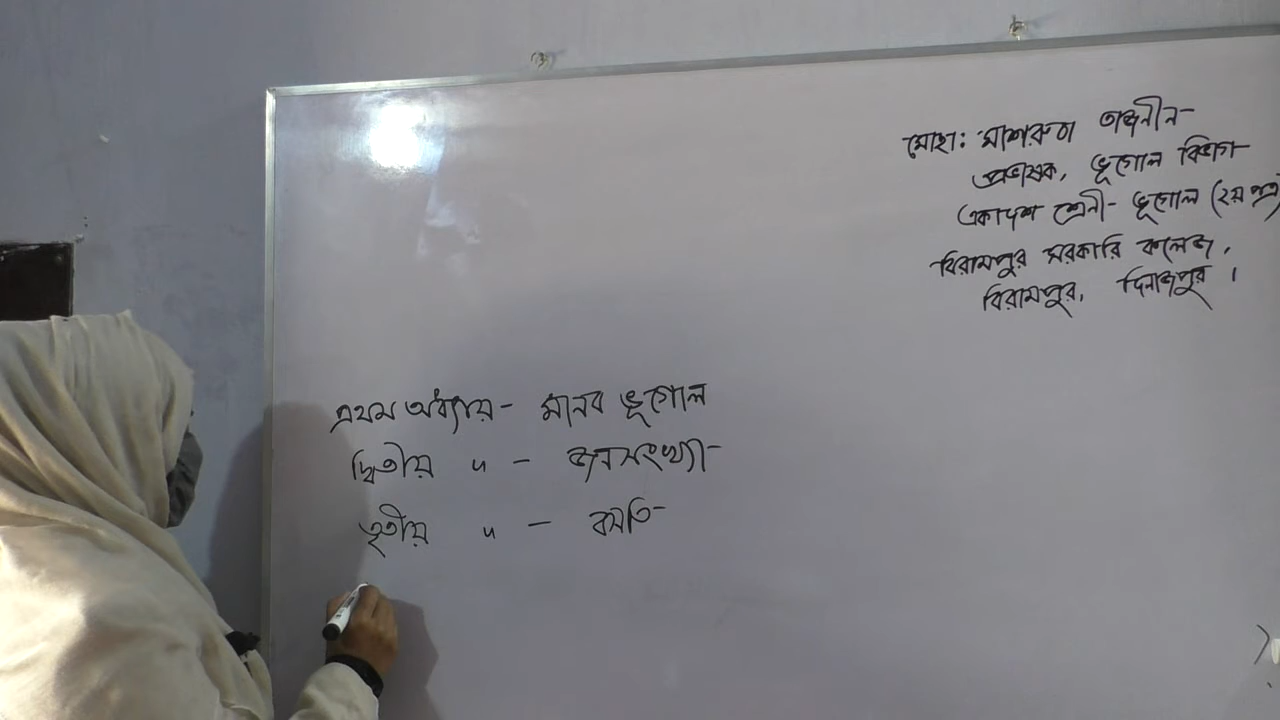 মোছা: মাশরুতা তাজনীন
প্রভাষক, ভূগোল বিভাগ
একাদশ শ্রেনী- ভূগোল (২য় পত্র)
বিরামপুর সরকারি কলেজ,
বিরামপুর, দিনাজপুর ।
প্রথম অধ্যায় - মানব ভূগোল
দ্বিতীয় " - জনসংখ্যা
তৃতীয় " - বসতি